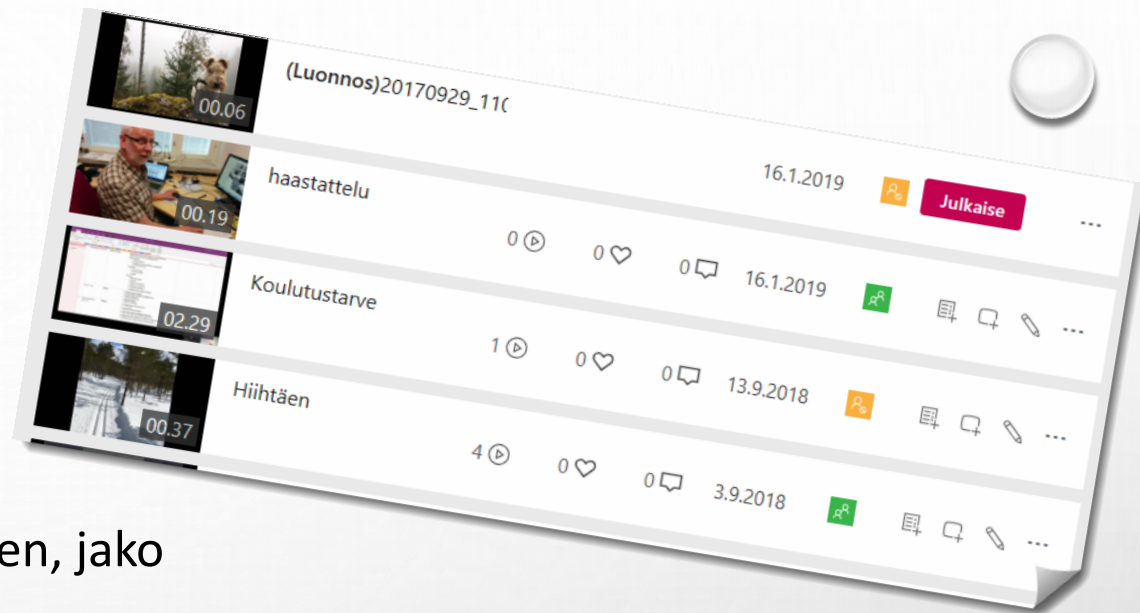 00.06 (Luonnos)20170929_11( 16.1.2019 Julkaise ...
00.19 haastattelu 0 0 0 16.1.2019 ...
02.29 Koulutustarve 1 0 0 13.9.2018 ...
00.37 Hiihtäen 4 0 0 3.9.2018 ...
en, jako